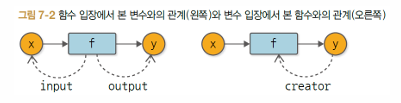 그림 7-2 함수 입장에서 본 변수와의 관계(왼쪽)와 변수 입장에서 본 함수와의 관계(오른쪽)
x f y x f y
input output creator